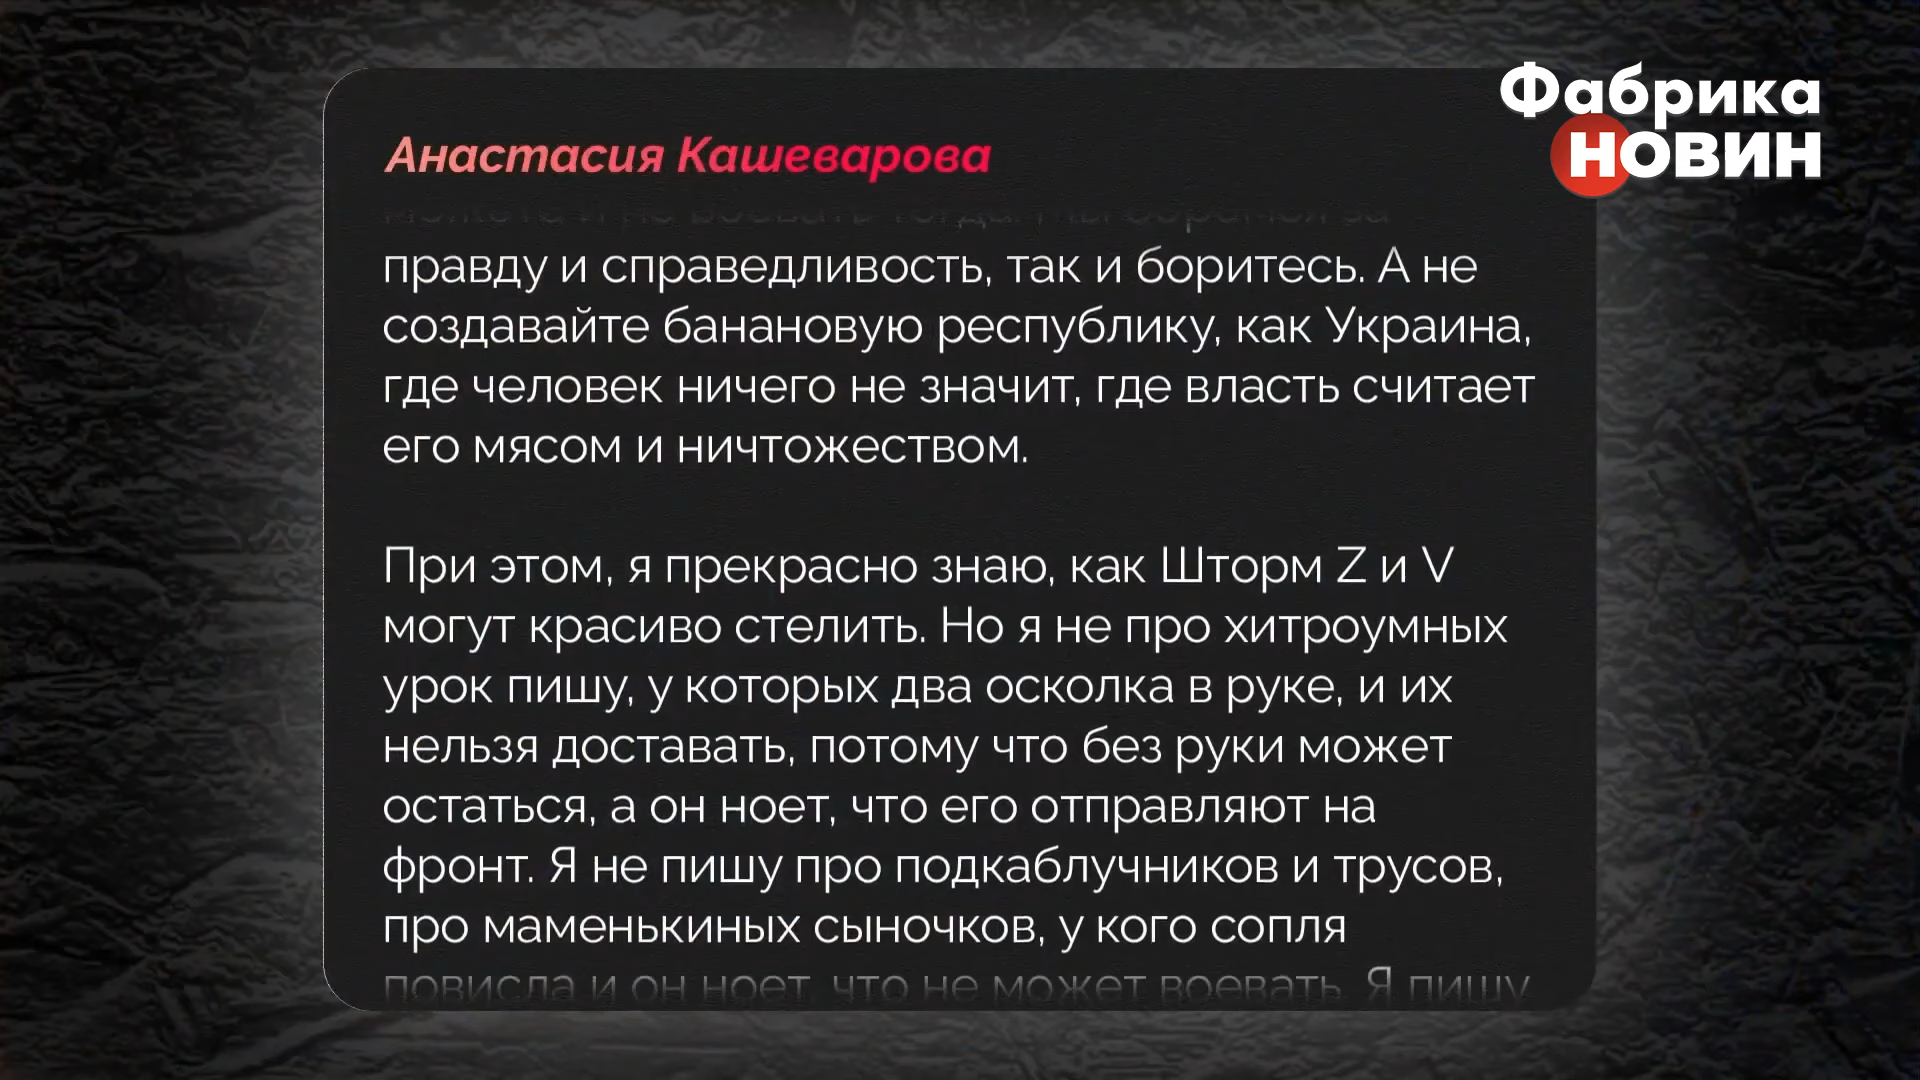 Фабрика
новин
Анастасия Кашеварова
правду и справедливость, так и боритесь. А не
создавайте банановую республику, как Украина,
где человек ничего не значит, где власть считает
его мясом и ничтожеством.
При этом, я прекрасно знаю, как Шторм Z и V
могут красиво стелить. Но я не про хитроумных
урок пишу, у которых два осколка в руке, и их
нельзя доставать, потому что без руки может
остаться, а он ноет, что его отправляют на
фронт. Я не пишу про подкаблучников и трусов,
про маменькиных сыночков, у кого сопля
повисла и он ноет, что не может воевать. Я пишу